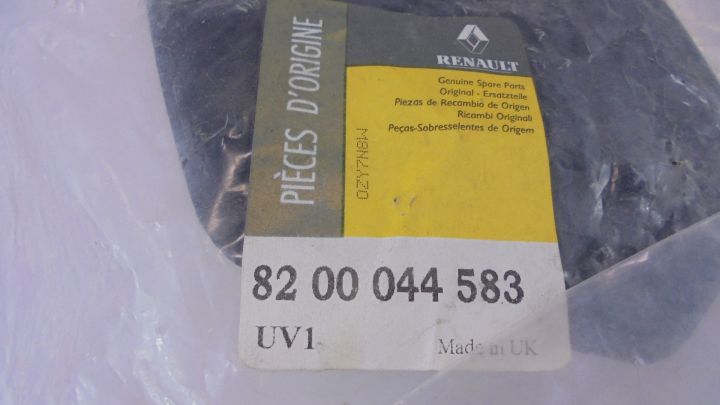 PIÈCES D'ORIGINE
RENAULT
Genuine Spare Parts
Original - Ersatzteile
Piezas de Recambio de Origen
Ricambi Originali
Peças-Sobresselentes de Origem
OZY7N8W
82 00 044 583
UV1
Made in UK